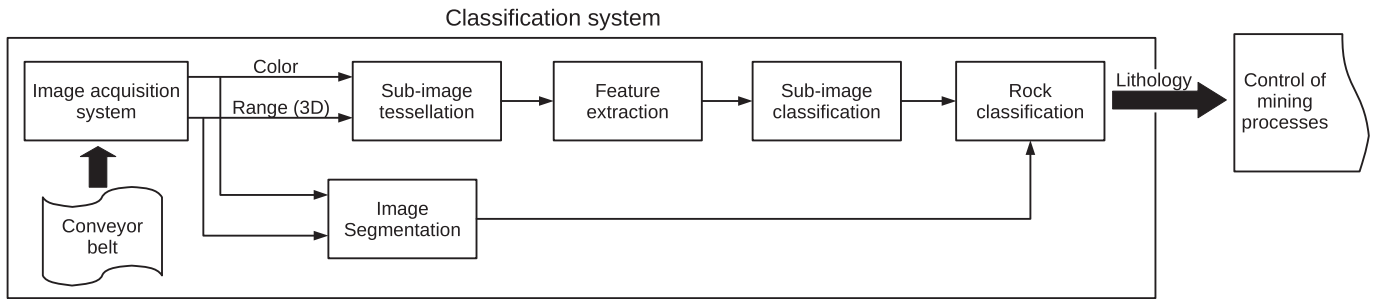 Classification system
Image acquisition
system
Color
Range (3D)
Sub-image
tessellation
Feature
extraction
Sub-image
classification
Rock
classification
Lithology
Control of
mining
processes
Conveyor
belt
Image
Segmentation